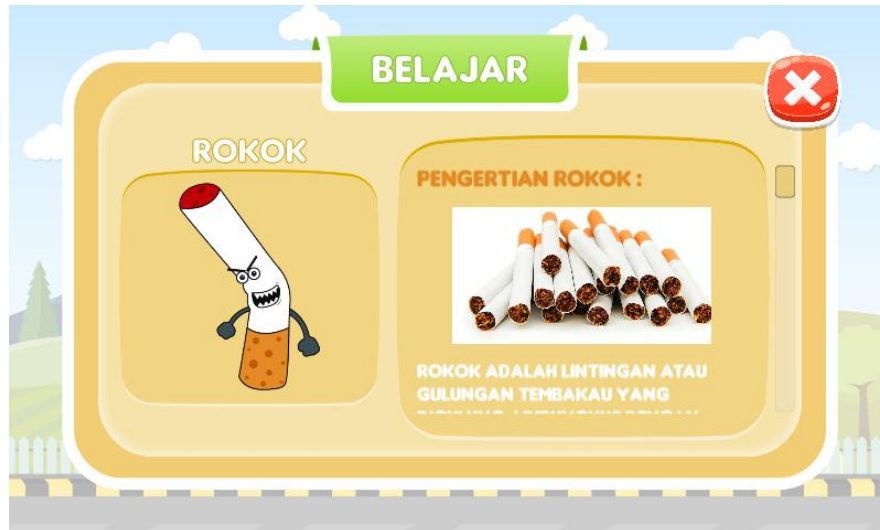 BELAJAR
ROKOK
PENGERTIAN ROKOK :
ROKOK ADALAH LINTINGAN ATAU
GULUNGAN TEMBAKAU YANG